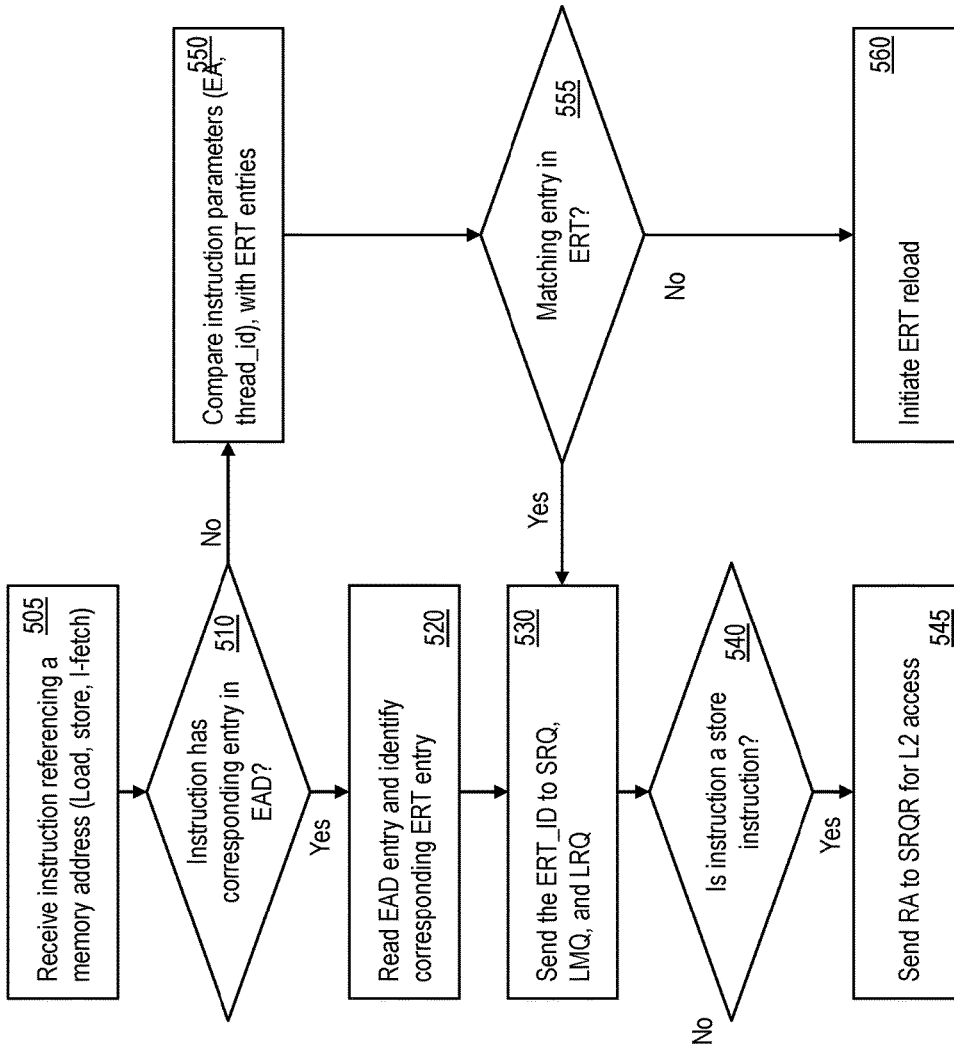 505
Receive instruction referencing a
memory address (Load, store, I-fetch)
510
Instruction has
corresponding entry in
EAD?
No
Yes
520
Read EAD entry and identify
corresponding ERT entry
530
Send the ERT_ID to SRQ,
LMQ, and LRQ
540
Is instruction a store
instruction?
No
Yes
545
Send RA to SRQR for L2 access
550
Compare instruction parameters (EA,
thread_id), with ERT entries
555
Matching entry in
ERT?
Yes
No
560
Initiate ERT reload